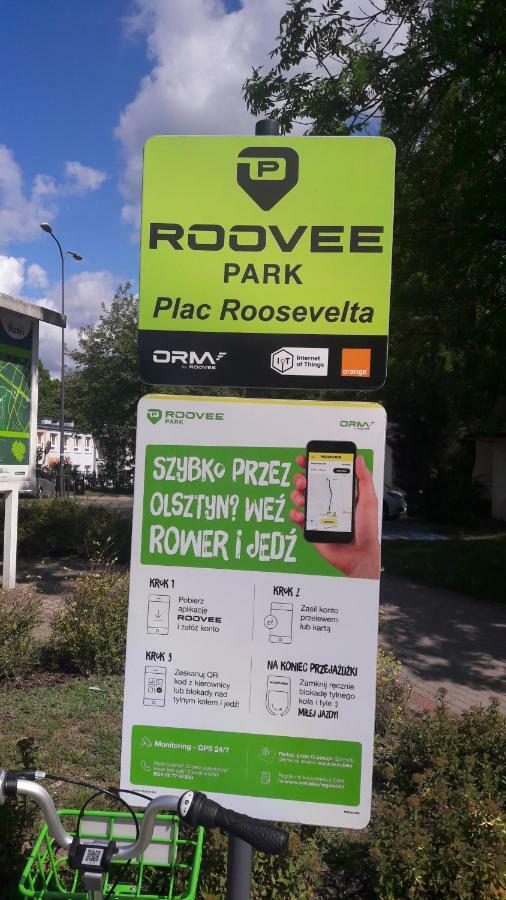 P
ROOVEE
PARK
Plac Roosevelta
ORM
by ROOVEE
IoT
Internet
of Things
orange
P ROOVEE
PARK
ORM
SZYBKO PRZEZ
OLSZTYN? WEŹ
ROWER i JEDŹ
ROOVEE
KROK 1
Pobierz
aplikację
ROOVEE
i załóż konto
KROK 2
Zasil konto
przelewem
lub kartą
zł
KROK 3
Zeskanuj QR
kod z kierownicy
lub blokady nad
tylnym kołem i jedź!
NA KONIEC PRZEJAŻDŻKI
Zamknij ręcznie
blokadę tylnego
koła i tyle :)
MIŁEJ JAZDY!
Monitoring - GPS 24/7